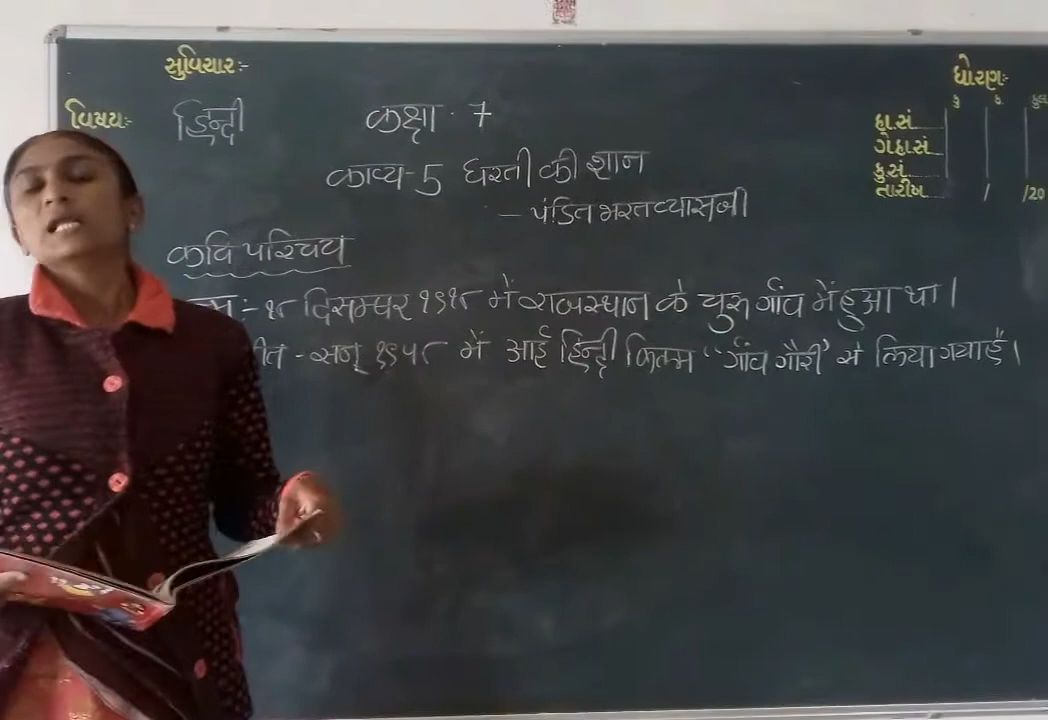 સુવિચાર:-
ધોરણ:-
વિષય:- हिन्दी कक्षा - 7
કુ ક કુલ
હા.સં.
ગે.હા.સં.
કુ.સં.
તારીખ / /20
काव्य-5 धरती की शान
- पंडित भरतव्यासजी
कवि परिचय
:- १८ दिसम्बर १९१८ में राजस्थान के चुरु गाँव में हुआ था।
गीत - सन् १९५८ में आई हिन्दी फिल्म "गाँव गौरी' से लिया गया है।